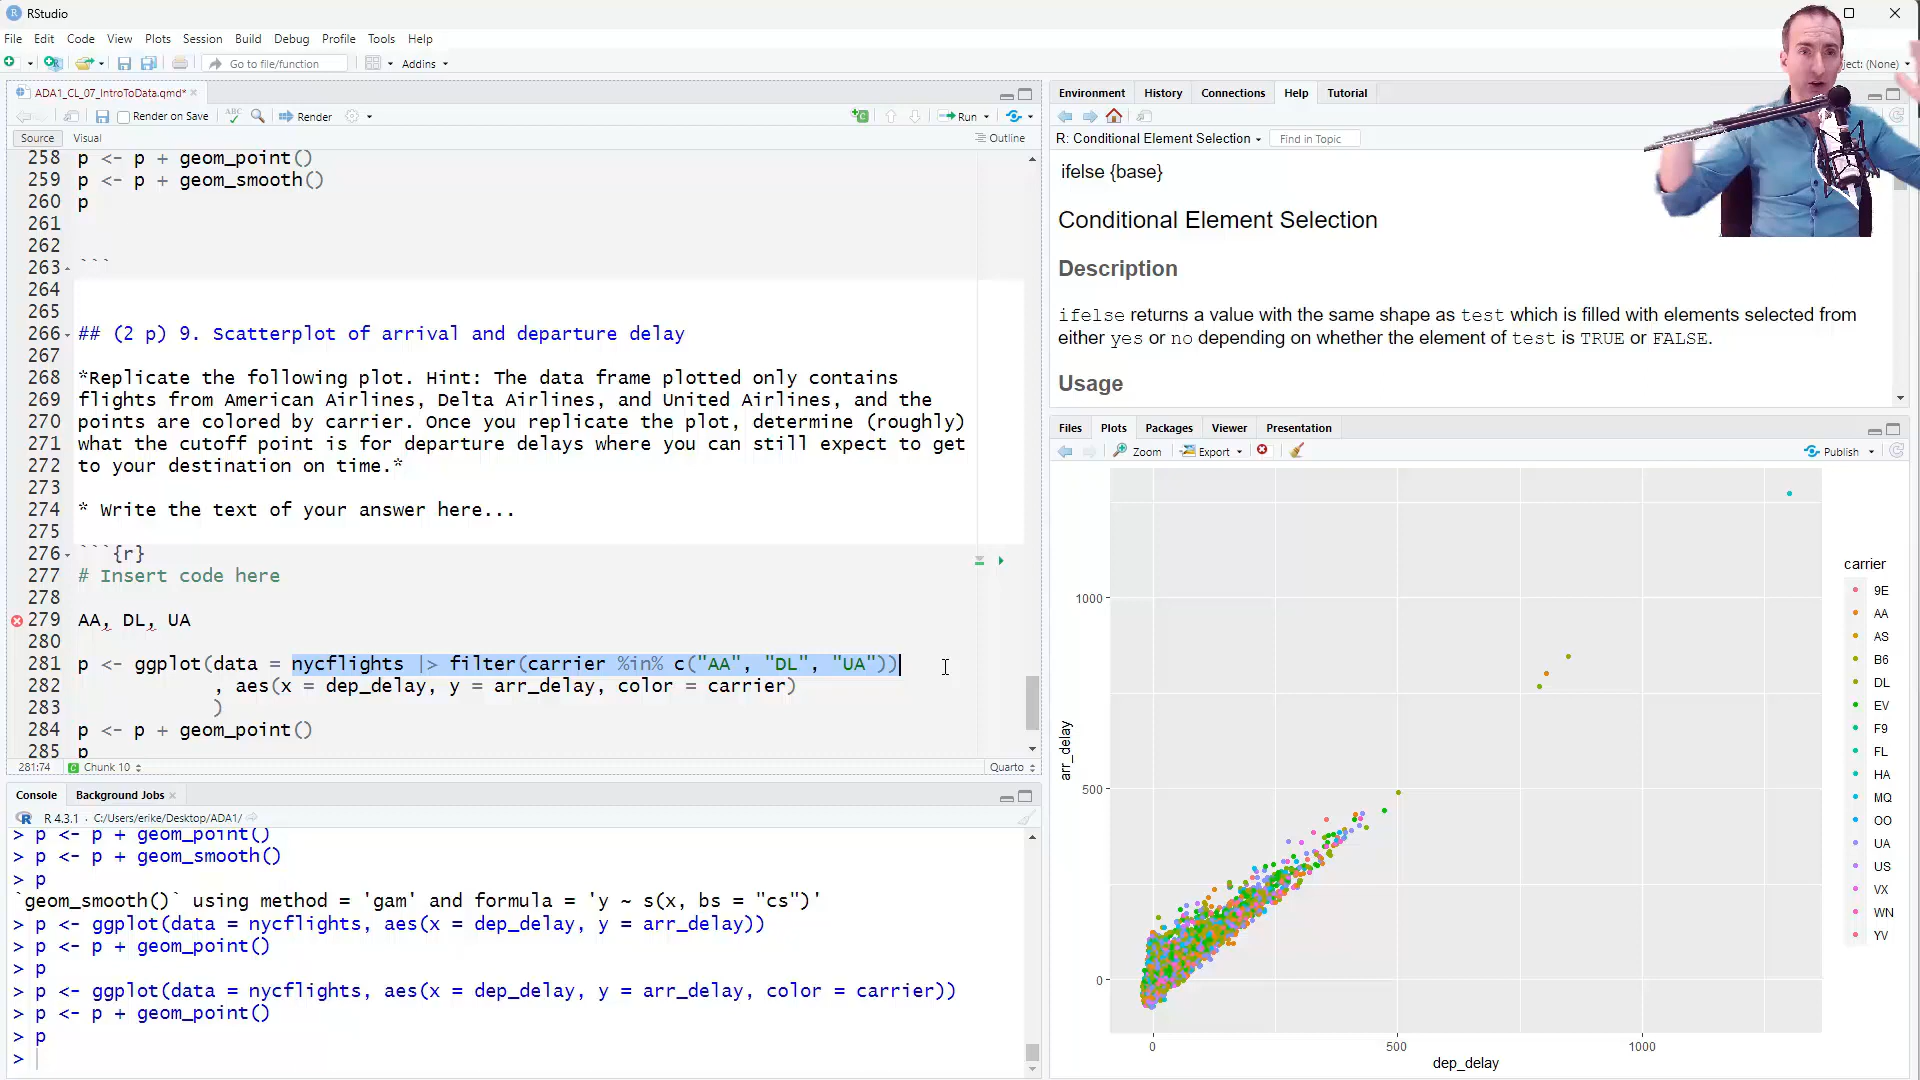 RStudio
File Edit Code View Plots Session Build Debug Profile Tools Help
Go to file/function
Addins
ject: (None)
ADA1_CL_07_IntroToData.qmd*
Render on Save
ABC
Render
Run
Source
Visual
Outline
258 p <- p + geom_point()
259 p <- p + geom_smooth()
260 p
261
262
263 ```
264
265
266 ## (2 p) 9. Scatterplot of arrival and departure delay
267
268 *Replicate the following plot. Hint: The data frame plotted only contains
269 flights from American Airlines, Delta Airlines, and United Airlines, and the
270 points are colored by carrier. Once you replicate the plot, determine (roughly)
271 what the cutoff point is for departure delays where you can still expect to get
272 to your destination on time.*
273
274 * Write the text of your answer here...
275
276 ```{r}
277 # Insert code here
278
279 AA, DL, UA
280
281 p <- ggplot(data = nycflights |> filter(carrier %in% c("AA", "DL", "UA"))
282 , aes(x = dep_delay, y = arr_delay, color = carrier)
283 )
284 p <- p + geom_point()
285 p
281:74
Chunk 10
Quarto
Console
Background Jobs
R 4.3.1 · C:/Users/erike/Desktop/ADA1/
> p <- p + geom_point()
> p <- p + geom_smooth()
> p
`geom_smooth()` using method = 'gam' and formula = 'y ~ s(x, bs = "cs")'
> p <- ggplot(data = nycflights, aes(x = dep_delay, y = arr_delay))
> p <- p + geom_point()
> p
> p <- ggplot(data = nycflights, aes(x = dep_delay, y = arr_delay, color = carrier))
> p <- p + geom_point()
> p
>
Environment History Connections Help Tutorial
R: Conditional Element Selection
Find in Topic
ifelse {base}
Conditional Element Selection
Description
ifelse returns a value with the same shape as test which is filled with elements selected from
either yes or no depending on whether the element of test is TRUE or FALSE.
Usage
Files Plots Packages Viewer Presentation
Zoom
Export
Publish
1000
500
0
arr_delay
0
500
1000
dep_delay
carrier
9E
AA
AS
B6
DL
EV
F9
FL
HA
MQ
OO
UA
US
VX
WN
YV